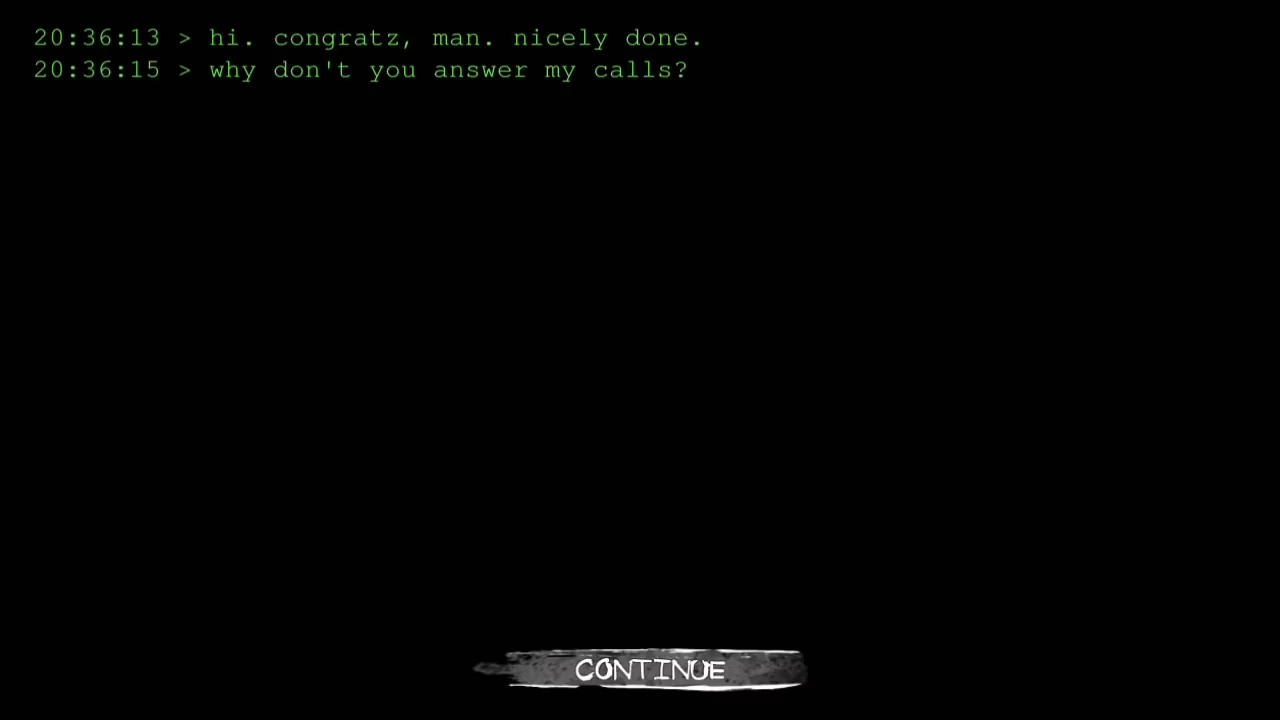 20:36:13 > hi. congratz, man. nicely done.
20:36:15 > why don't you answer my calls?
CONTINUE